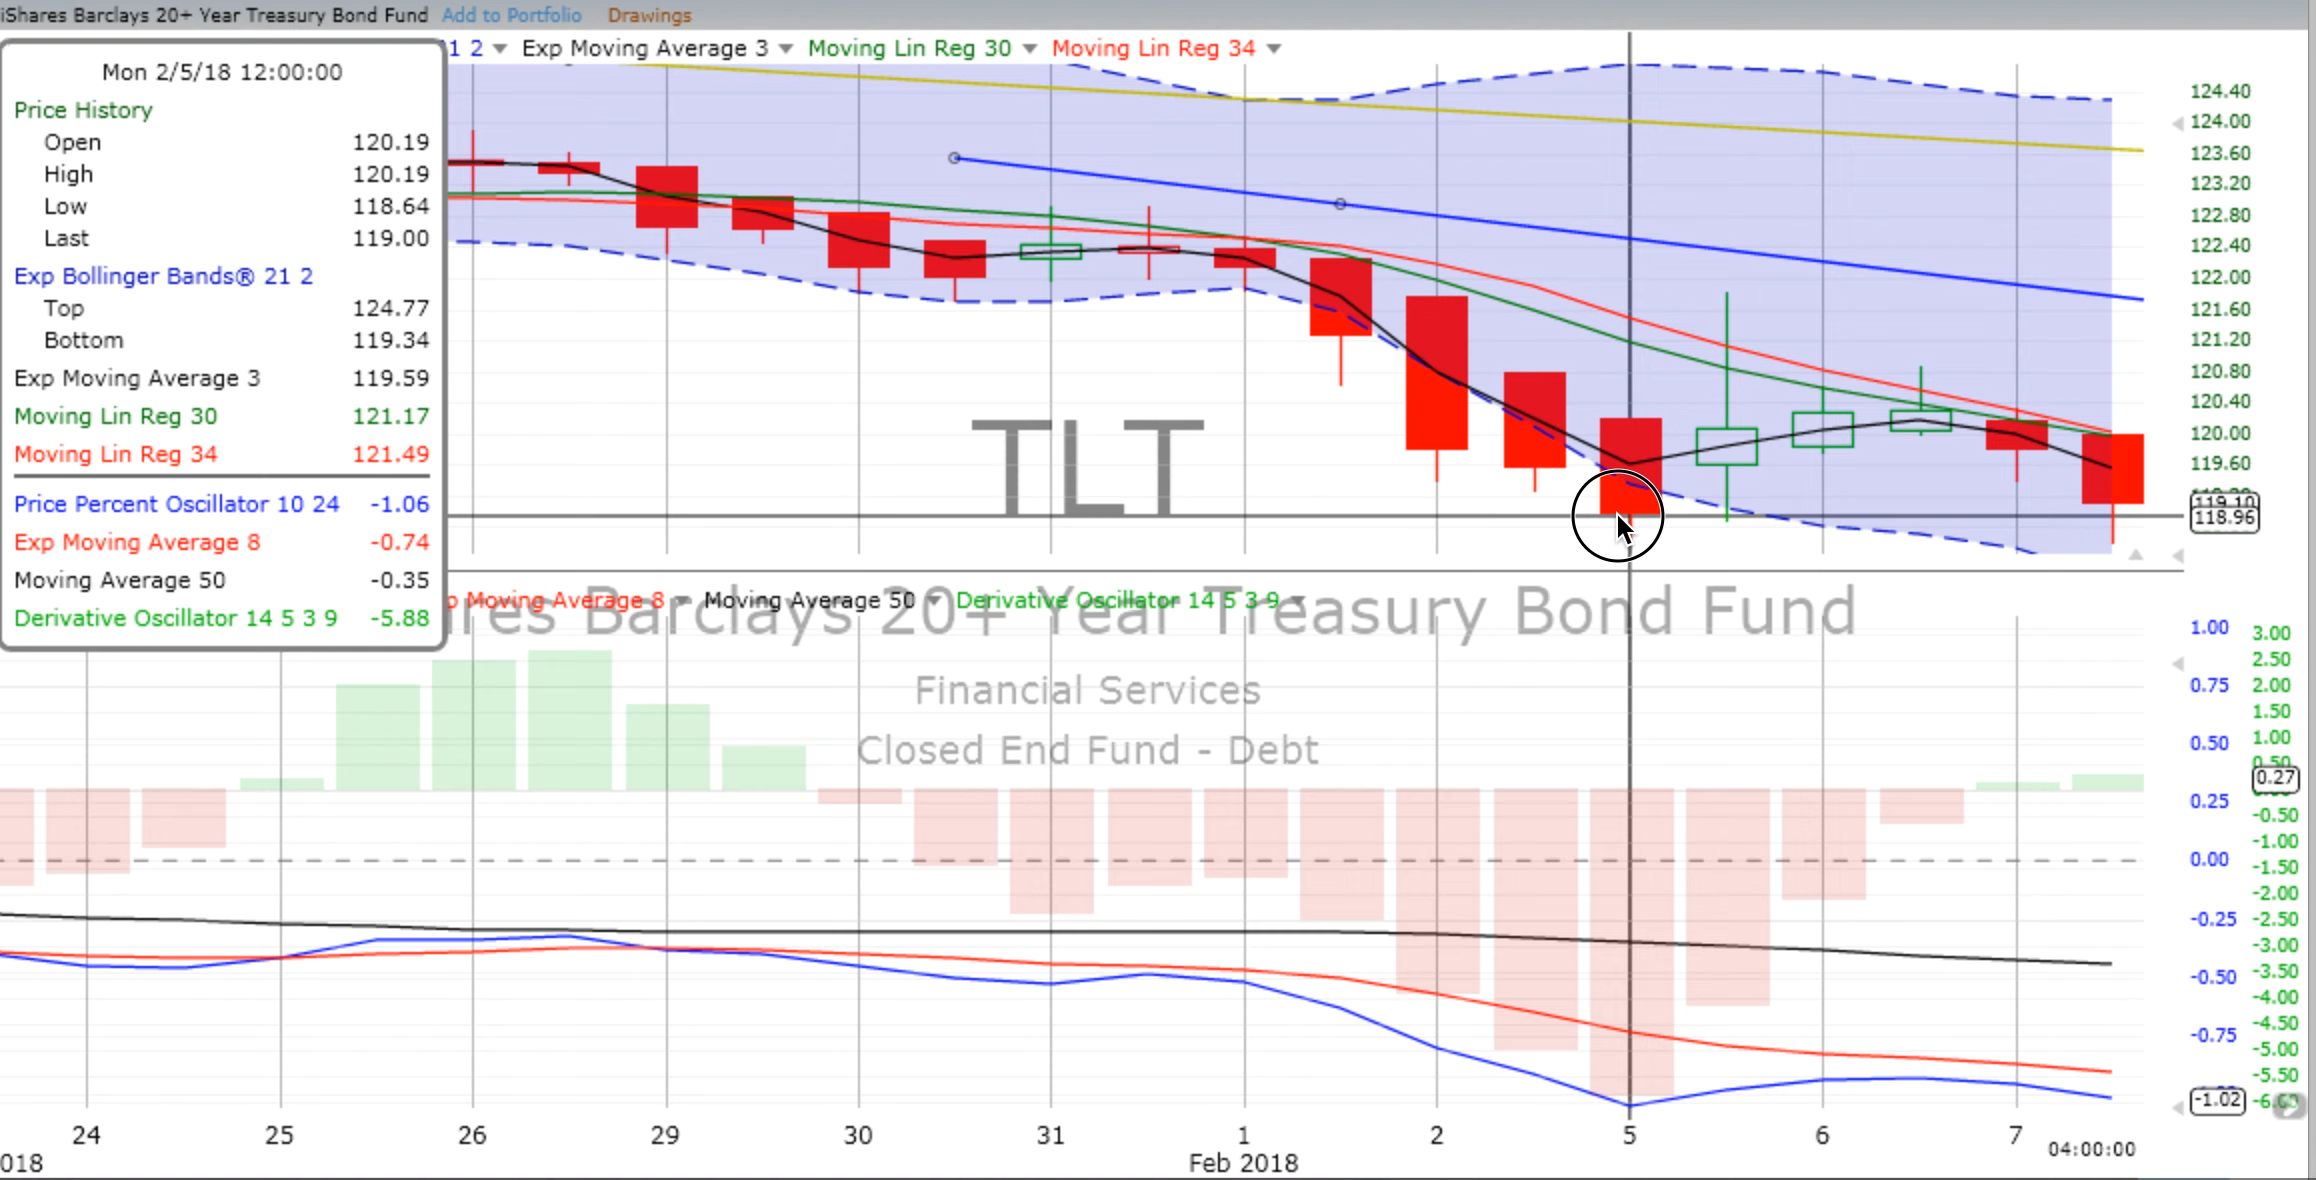 iShares Barclays 20+ Year Treasury Bond Fund Add to Portfolio Drawings
1 2 Exp Moving Average 3 Moving Lin Reg 30 Moving Lin Reg 34
Mon 2/5/18 12:00:00
Price History
Open 120.19
High 120.19
Low 118.64
Last 119.00
Exp Bollinger Bands® 21 2
Top 124.77
Bottom 119.34
Exp Moving Average 3 119.59
Moving Lin Reg 30 121.17
Moving Lin Reg 34 121.49
Price Percent Oscillator 10 24 -1.06
Exp Moving Average 8 -0.74
Moving Average 50 -0.35
Derivative Oscillator 14 5 3 9 -5.88
124.40
124.00
123.60
123.20
122.80
122.40
122.00
121.60
121.20
120.80
120.40
120.00
119.60
119.10
118.96
TLT
p Moving Average 8 Moving Average 50 Derivative Oscillator 14 5 3 9
res Barclays 20+ Year Treasury Bond Fund
Financial Services
Closed End Fund - Debt
1.00
0.75
0.50
0.25
0.00
-0.25
-0.50
-0.75
-1.02
3.00
2.50
2.00
1.50
1.00
0.50
0.27
-0.50
-1.00
-1.50
-2.00
-2.50
-3.00
-3.50
-4.00
-4.50
-5.00
-5.50
24 25 26 29 30 31 1 2 5 6 7 04:00:00
018 Feb 2018